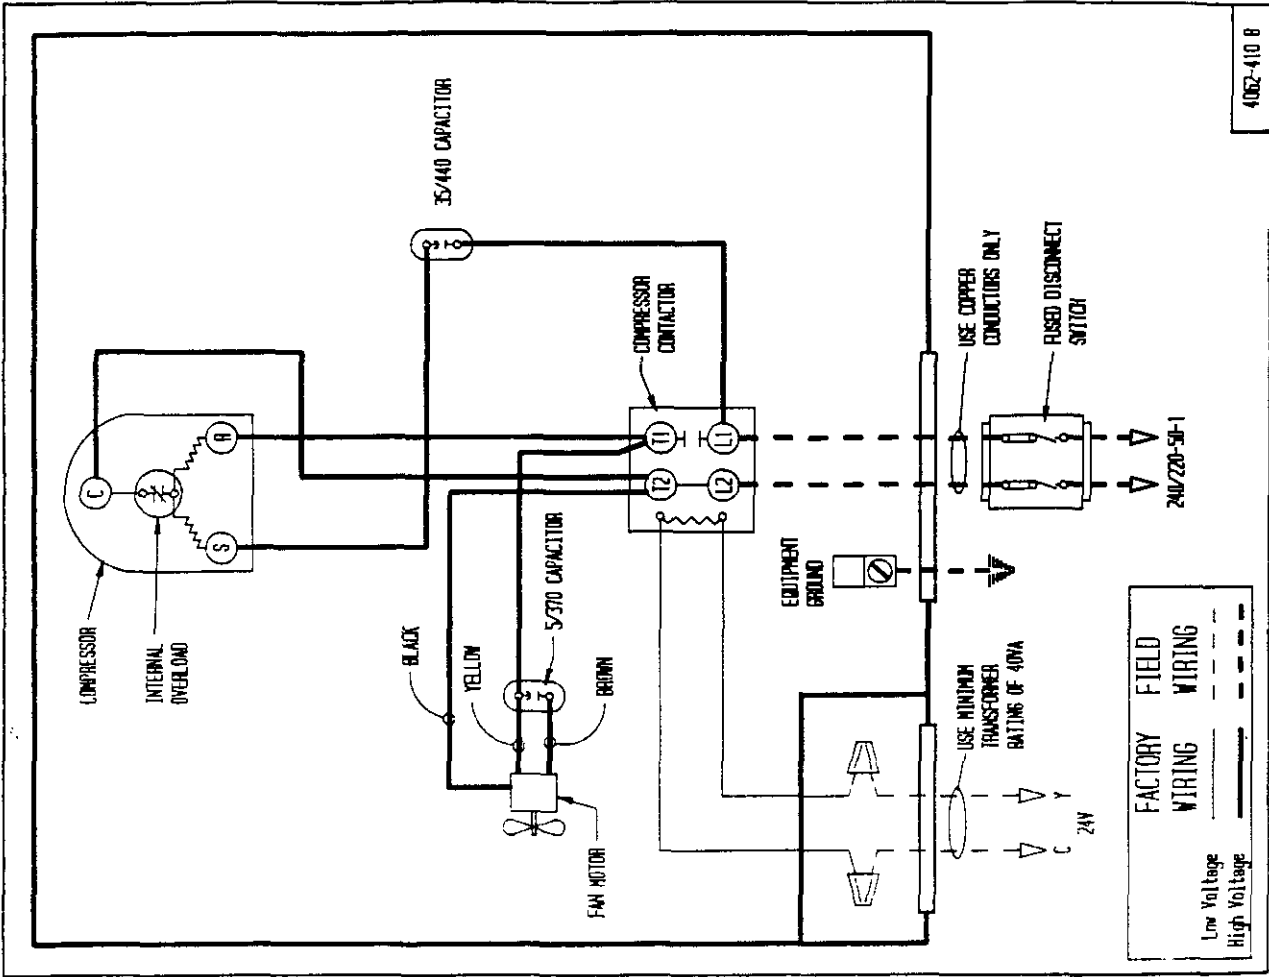 COMPRESSOR
INTERNAL
OVERLOAD
C
R
S
35/440 CAPACITOR
BLACK
YELLOW
5/370 CAPACITOR
BROWN
FAN MOTOR
COMPRESSOR
CONTACTOR
T1
T2
L1
L2
EQUIPMENT
GROUND
USE COPPER
CONDUCTORS ONLY
FUSED DISCONNECT
SWITCH
240/220-50-1
USE MINIMUM
TRANSFORMER
RATING OF 40VA
C
Y
24V
FACTORY
WIRING
FIELD
WIRING
Low Voltage
High Voltage
4062-410 B